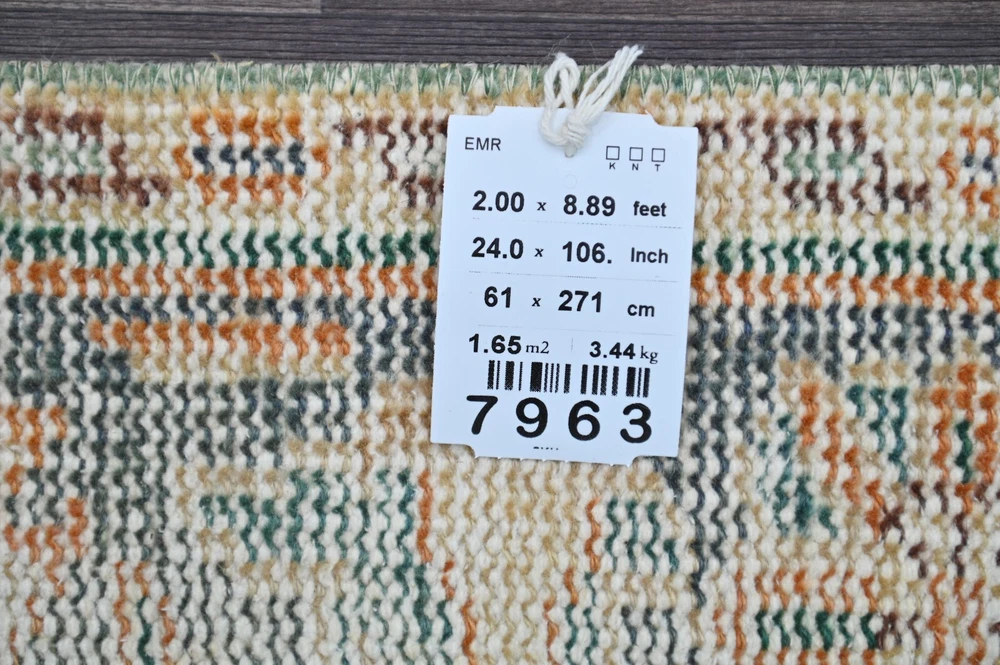 EMR
K N T
2.00 x 8.89 feet
24.0 x 106. Inch
61 x 271 cm
1.65 m2 3.44 kg
7963